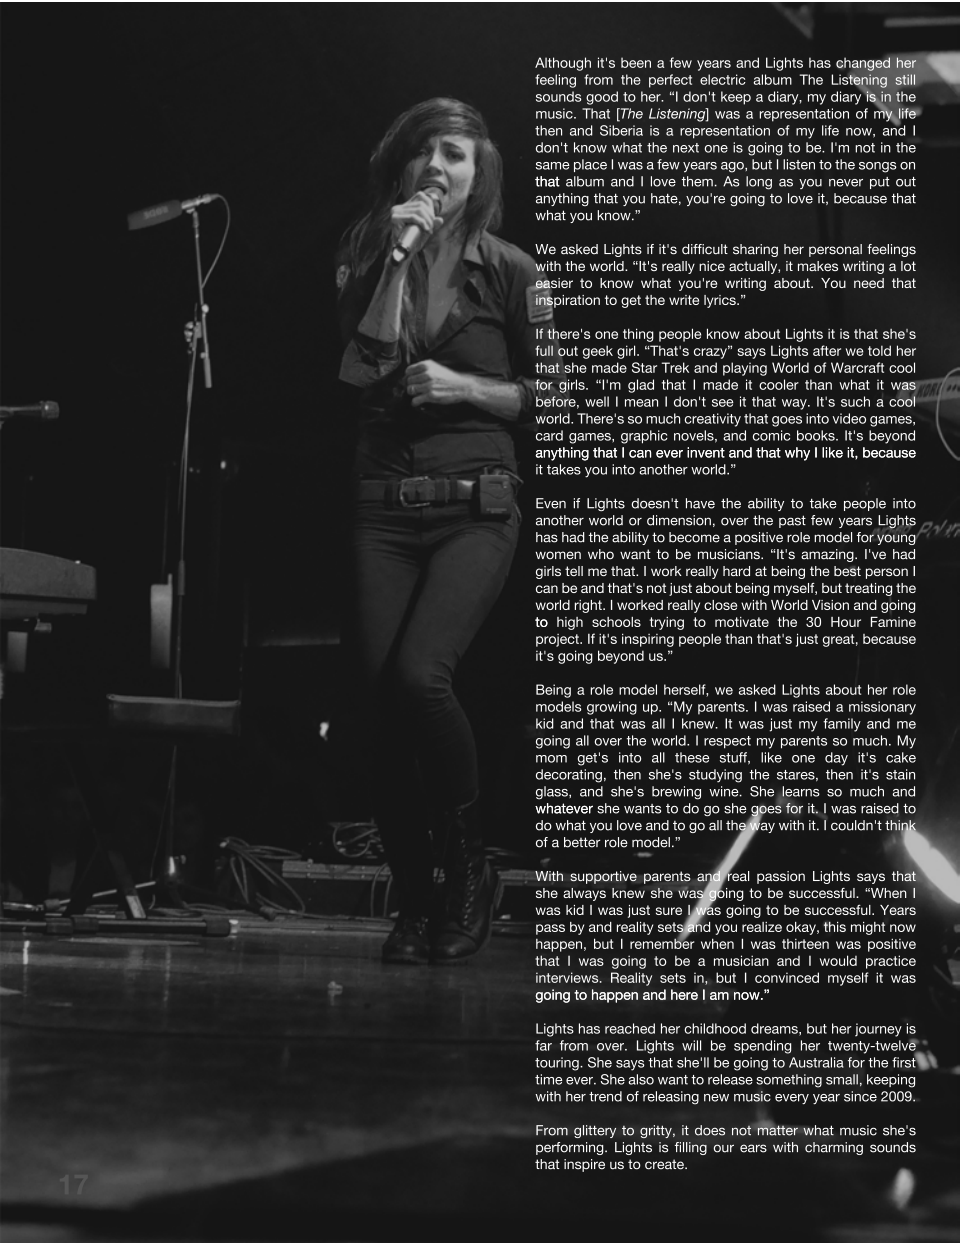 Although it's been a few years and Lights has changed her
feeling from the perfect electric album The Listening still
sounds good to her. “I don't keep a diary, my diary is in the
music. That [The Listening] was a representation of my life
then and Siberia is a representation of my life now, and I
don't know what the next one is going to be. I'm not in the
same place I was a few years ago, but I listen to the songs on
that album and I love them. As long as you never put out
anything that you hate, you're going to love it, because that
what you know.”
We asked Lights if it's difficult sharing her personal feelings
with the world. “It's really nice actually, it makes writing a lot
easier to know what you're writing about. You need that
inspiration to get the write lyrics.”
If there's one thing people know about Lights it is that she's
full out geek girl. “That's crazy” says Lights after we told her
that she made Star Trek and playing World of Warcraft cool
for girls. “I'm glad that I made it cooler than what it was
before, well I mean I don't see it that way. It's such a cool
world. There's so much creativity that goes into video games,
card games, graphic novels, and comic books. It's beyond
anything that I can ever invent and that why I like it, because
it takes you into another world.”
Even if Lights doesn't have the ability to take people into
another world or dimension, over the past few years Lights
has had the ability to become a positive role model for young
women who want to be musicians. “It's amazing. I've had
girls tell me that. I work really hard at being the best person I
can be and that's not just about being myself, but treating the
world right. I worked really close with World Vision and going
to high schools trying to motivate the 30 Hour Famine
project. If it's inspiring people than that's just great, because
it's going beyond us.”
Being a role model herself, we asked Lights about her role
models growing up. “My parents. I was raised a missionary
kid and that was all I knew. It was just my family and me
going all over the world. I respect my parents so much. My
mom get's into all these stuff, like one day it's cake
decorating, then she's studying the stares, then it's stain
glass, and she's brewing wine. She learns so much and
whatever she wants to do go she goes for it. I was raised to
do what you love and to go all the way with it. I couldn't think
of a better role model.”
With supportive parents and real passion Lights says that
she always knew she was going to be successful. “When I
was kid I was just sure I was going to be successful. Years
pass by and reality sets and you realize okay, this might now
happen, but I remember when I was thirteen was positive
that I was going to be a musician and I would practice
interviews. Reality sets in, but I convinced myself it was
going to happen and here I am now.”
Lights has reached her childhood dreams, but her journey is
far from over. Lights will be spending her twenty-twelve
touring. She says that she'll be going to Australia for the first
time ever. She also want to release something small, keeping
with her trend of releasing new music every year since 2009.
From glittery to gritty, it does not matter what music she's
performing. Lights is filling our ears with charming sounds
that inspire us to create.
17